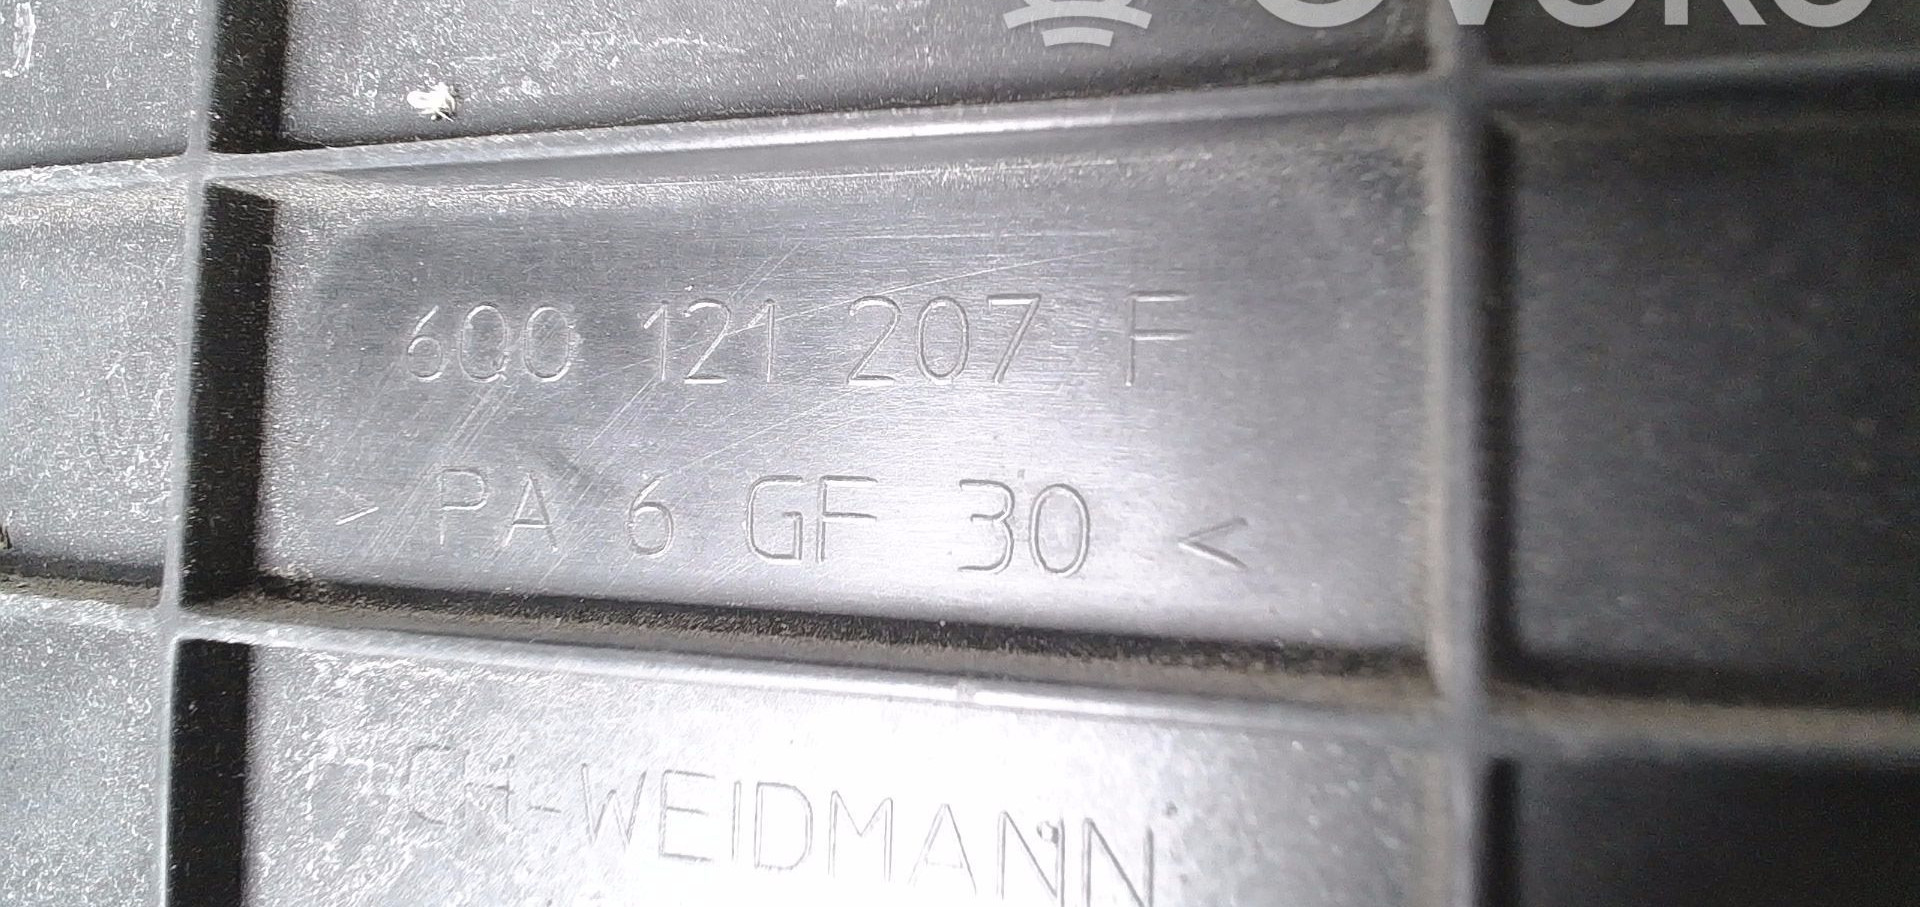 6Q0 121 207 F
> PA 6 GF 30 <
CH-WEIDMANN